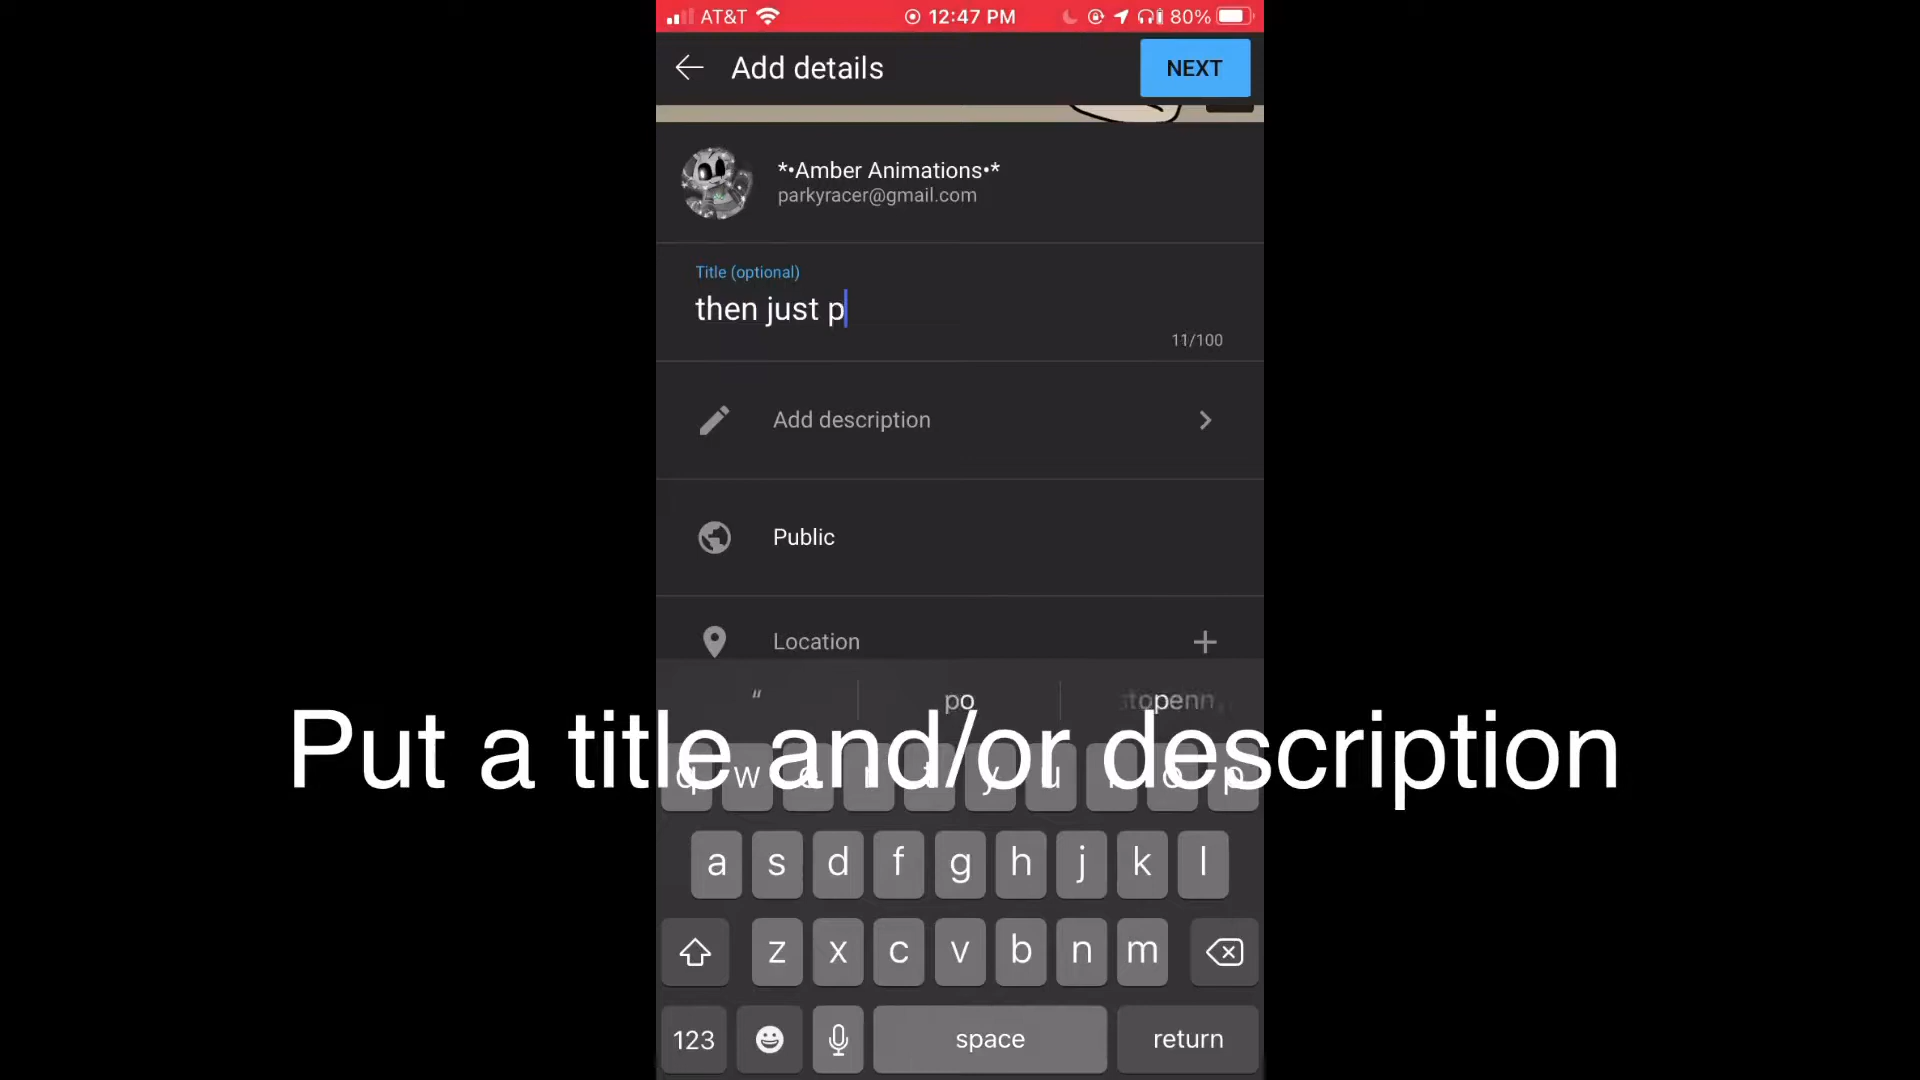 AT&T 12:47 PM 80%
Add details NEXT
*•Amber Animations•*
parkyracer@gmail.com
Title (optional)
then just p
11/100
Add description
Public
Location
“ po
Put a title and/or description
q w e r t y u i o p
a s d f g h j k l
z x c v b n m
123 space return